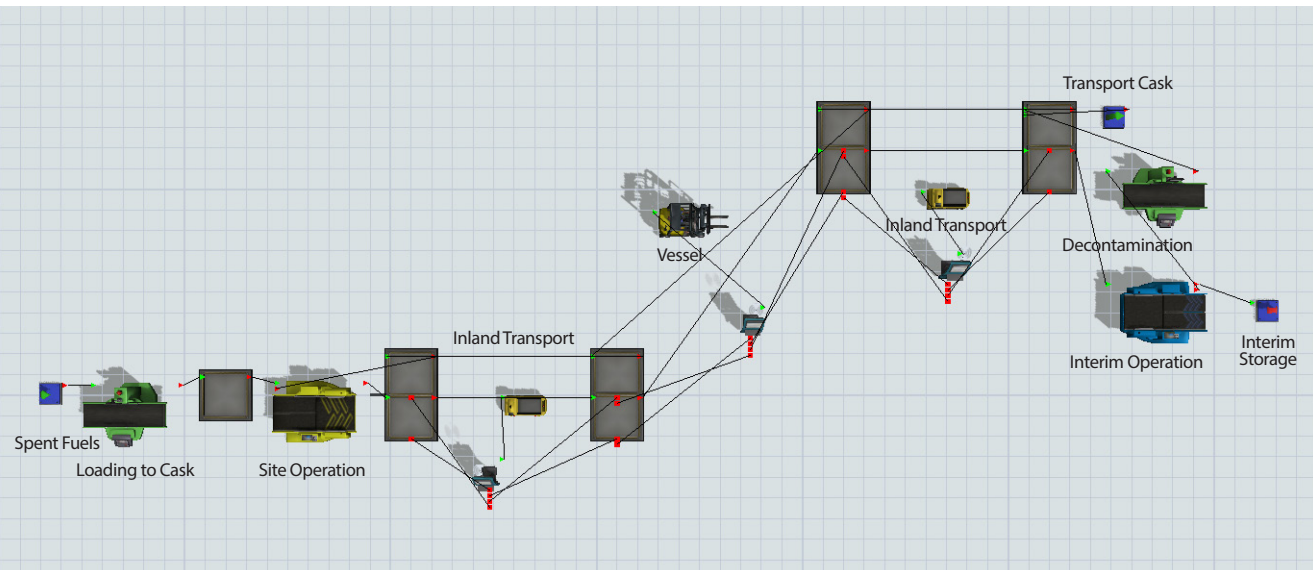 Transport Cask
Inland Transport
Vessel
Decontamination
Inland Transport
Interim Operation
Interim
Storage
Spent Fuels
Loading to Cask
Site Operation